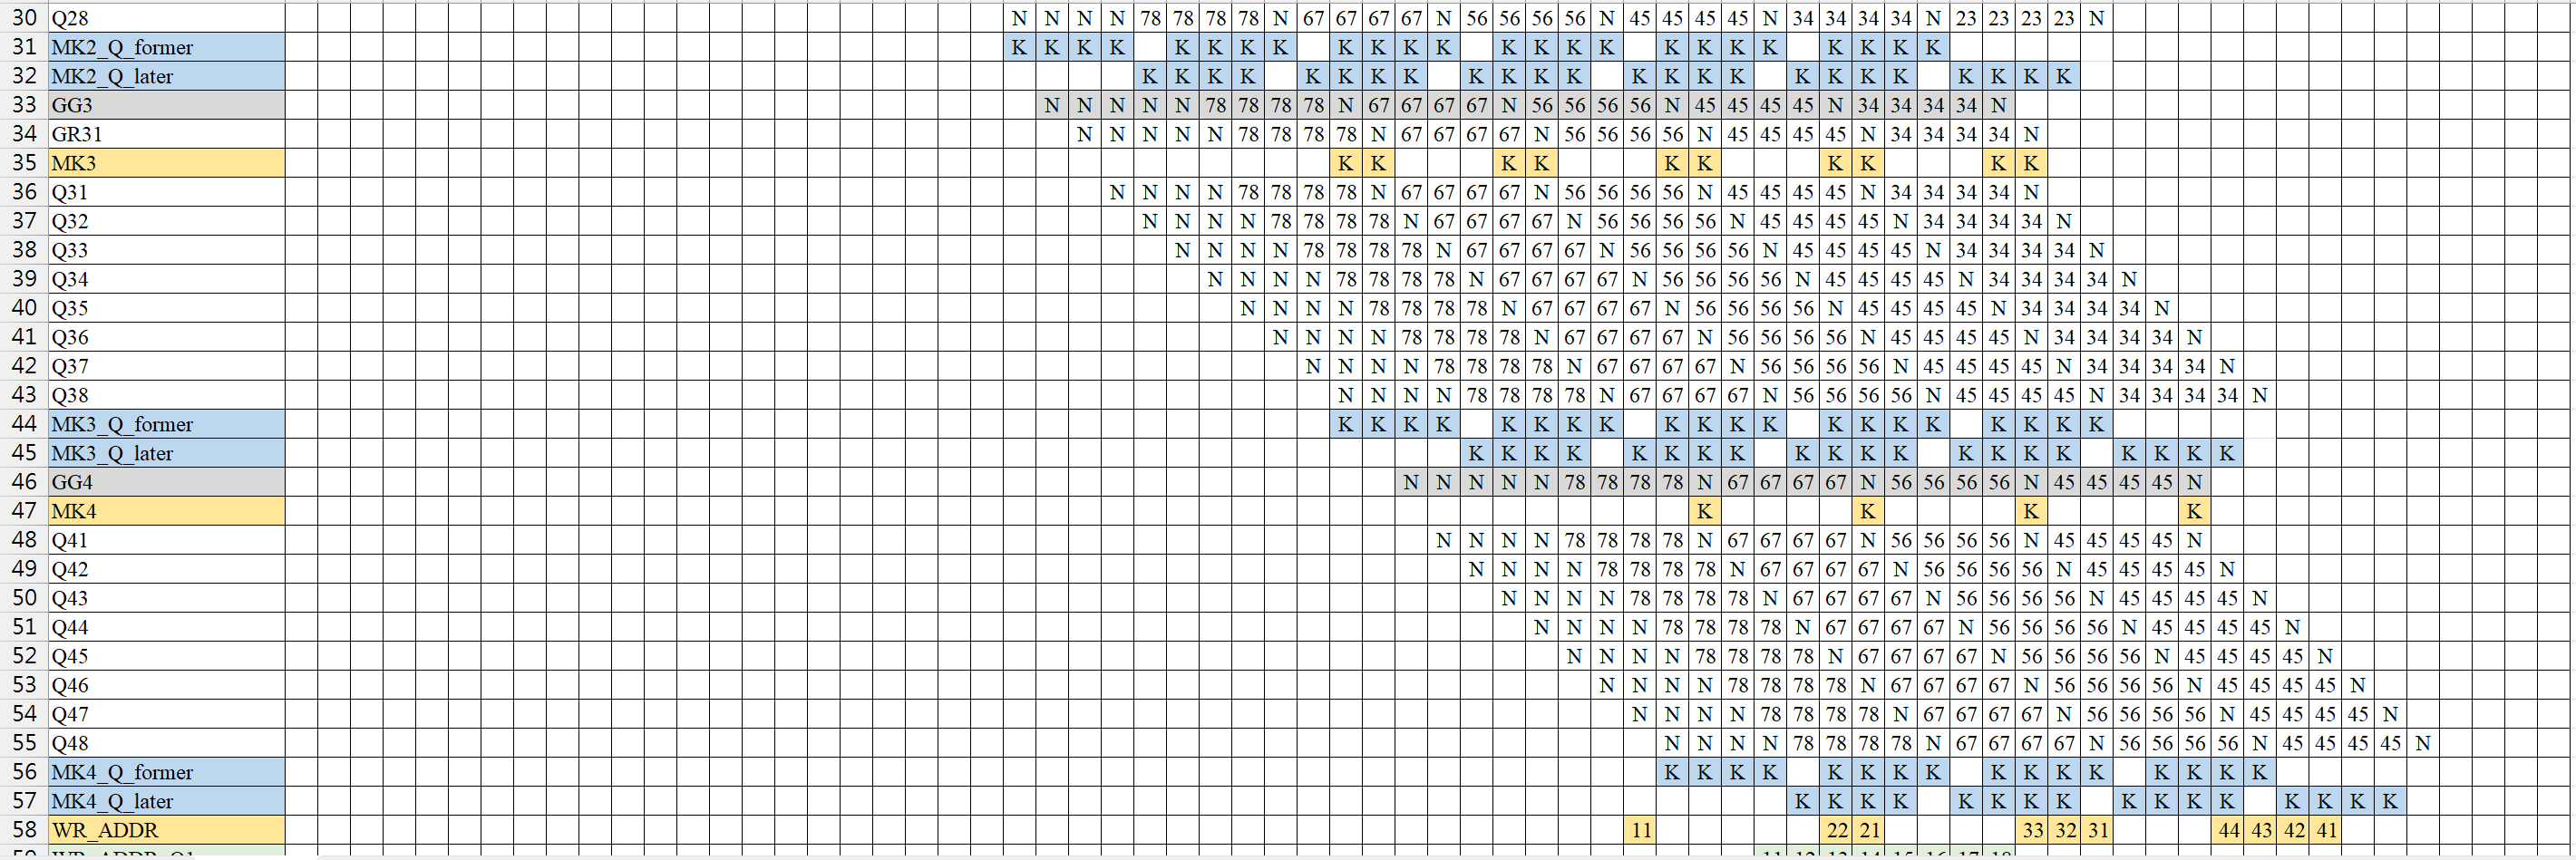 30 Q28 N N N N 78 78 78 78 N 67 67 67 67 N 56 56 56 56 N 45 45 45 45 N 34 34 34 34 N 23 23 23 23 N
31 MK2_Q_former K K K K K K K K K K K K K K K K K K K K K K K K
32 MK2_Q_later K K K K K K K K K K K K K K K K K K K K K K K K
33 GG3 N N N N N 78 78 78 78 N 67 67 67 67 N 56 56 56 56 N 45 45 45 45 N 34 34 34 34 N
34 GR31 N N N N N 78 78 78 78 N 67 67 67 67 N 56 56 56 56 N 45 45 45 45 N 34 34 34 34 N
35 MK3 K K K K K K K K K K
36 Q31 N N N N 78 78 78 78 N 67 67 67 67 N 56 56 56 56 N 45 45 45 45 N 34 34 34 34 N
37 Q32 N N N N 78 78 78 78 N 67 67 67 67 N 56 56 56 56 N 45 45 45 45 N 34 34 34 34 N
38 Q33 N N N N 78 78 78 78 N 67 67 67 67 N 56 56 56 56 N 45 45 45 45 N 34 34 34 34 N
39 Q34 N N N N 78 78 78 78 N 67 67 67 67 N 56 56 56 56 N 45 45 45 45 N 34 34 34 34 N
40 Q35 N N N N 78 78 78 78 N 67 67 67 67 N 56 56 56 56 N 45 45 45 45 N 34 34 34 34 N
41 Q36 N N N N 78 78 78 78 N 67 67 67 67 N 56 56 56 56 N 45 45 45 45 N 34 34 34 34 N
42 Q37 N N N N 78 78 78 78 N 67 67 67 67 N 56 56 56 56 N 45 45 45 45 N 34 34 34 34 N
43 Q38 N N N N 78 78 78 78 N 67 67 67 67 N 56 56 56 56 N 45 45 45 45 N 34 34 34 34 N
44 MK3_Q_former K K K K K K K K K K K K K K K K K K K K
45 MK3_Q_later K K K K K K K K K K K K K K K K K K K K
46 GG4 N N N N N 78 78 78 78 N 67 67 67 67 N 56 56 56 56 N 45 45 45 45 N
47 MK4 K K K K
48 Q41 N N N N 78 78 78 78 N 67 67 67 67 N 56 56 56 56 N 45 45 45 45 N
49 Q42 N N N N 78 78 78 78 N 67 67 67 67 N 56 56 56 56 N 45 45 45 45 N
50 Q43 N N N N 78 78 78 78 N 67 67 67 67 N 56 56 56 56 N 45 45 45 45 N
51 Q44 N N N N 78 78 78 78 N 67 67 67 67 N 56 56 56 56 N 45 45 45 45 N
52 Q45 N N N N 78 78 78 78 N 67 67 67 67 N 56 56 56 56 N 45 45 45 45 N
53 Q46 N N N N 78 78 78 78 N 67 67 67 67 N 56 56 56 56 N 45 45 45 45 N
54 Q47 N N N N 78 78 78 78 N 67 67 67 67 N 56 56 56 56 N 45 45 45 45 N
55 Q48 N N N N 78 78 78 78 N 67 67 67 67 N 56 56 56 56 N 45 45 45 45 N
56 MK4_Q_former K K K K K K K K K K K K K K K K
57 MK4_Q_later K K K K K K K K K K K K K K K K
58 WR_ADDR 11 22 21 33 32 31 44 43 42 41